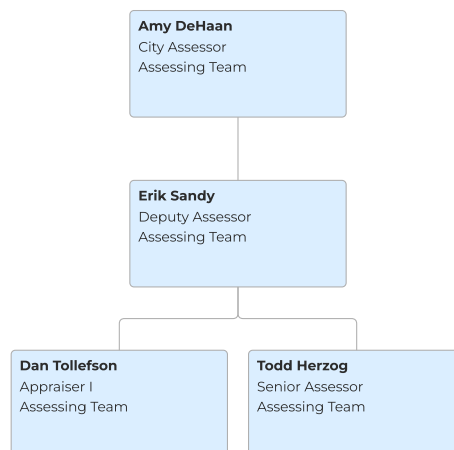 Amy DeHaan
City Assessor
Assessing Team
Erik Sandy
Deputy Assessor
Assessing Team
Dan Tollefson
Appraiser I
Assessing Team
Todd Herzog
Senior Assessor
Assessing Team